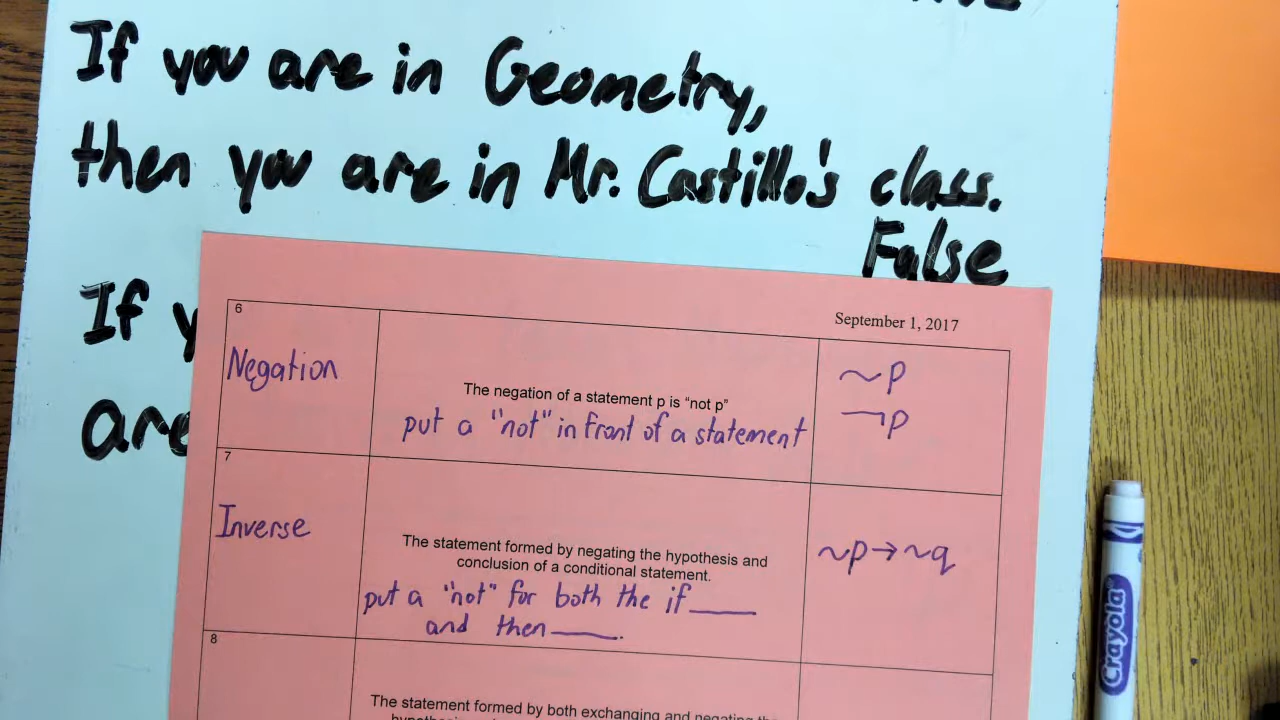 If you are in Geometry,
then you are in Mr. Castillo's class.
False
If y
are
September 1, 2017
6
Negation
The negation of a statement p is "not p"
put a "not" in front of a statement
~p
¬p
7
Inverse
The statement formed by negating the hypothesis and
conclusion of a conditional statement.
put a "not" for both the if____
and then____.
~p→~q
8
The statement formed by both exchanging and negating the
Crayola